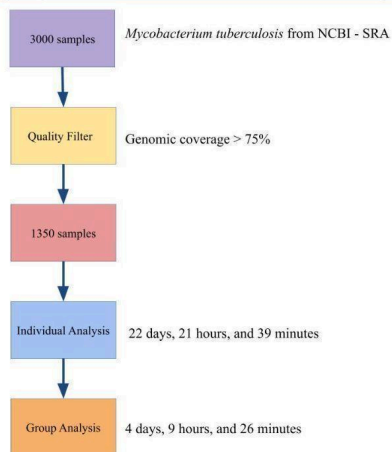 3000 samples
Mycobacterium tuberculosis from NCBI - SRA
Quality Filter
Genomic coverage > 75%
1350 samples
Individual Analysis
22 days, 21 hours, and 39 minutes
Group Analysis
4 days, 9 hours, and 26 minutes